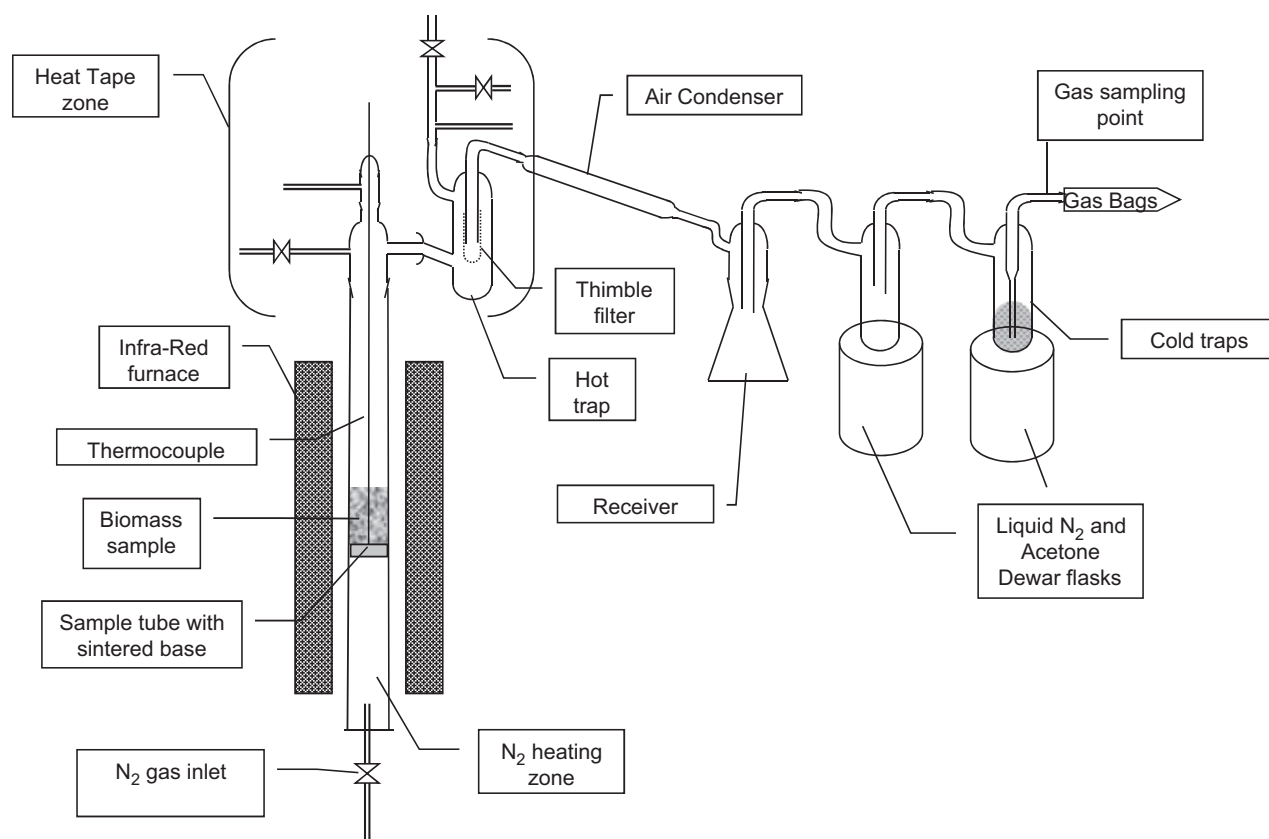 Heat Tape
zone
Air Condenser
Gas sampling
point
Gas Bags
Thimble
filter
Infra-Red
furnace
Hot
trap
Cold traps
Thermocouple
Receiver
Biomass
sample
Liquid N₂ and
Acetone
Dewar flasks
Sample tube with
sintered base
N₂ gas inlet
N₂ heating
zone